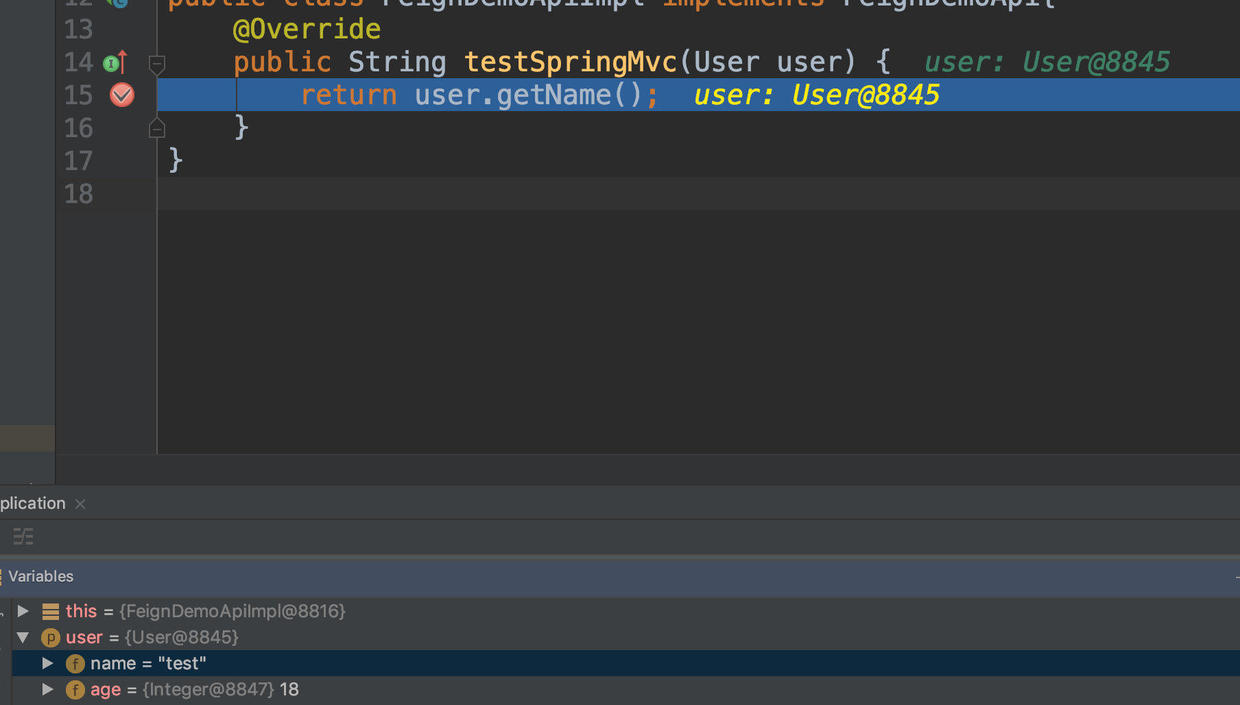 12 public class FeignDemoApiImpl implements FeignDemoApi{
13 @Override
14 public String testSpringMvc(User user) { user: User@8845
15 return user.getName(); user: User@8845
16 }
17 }
18
plication ×
Variables
this = {FeignDemoApiImpl@8816}
user = {User@8845}
name = "test"
age = {Integer@8847} 18